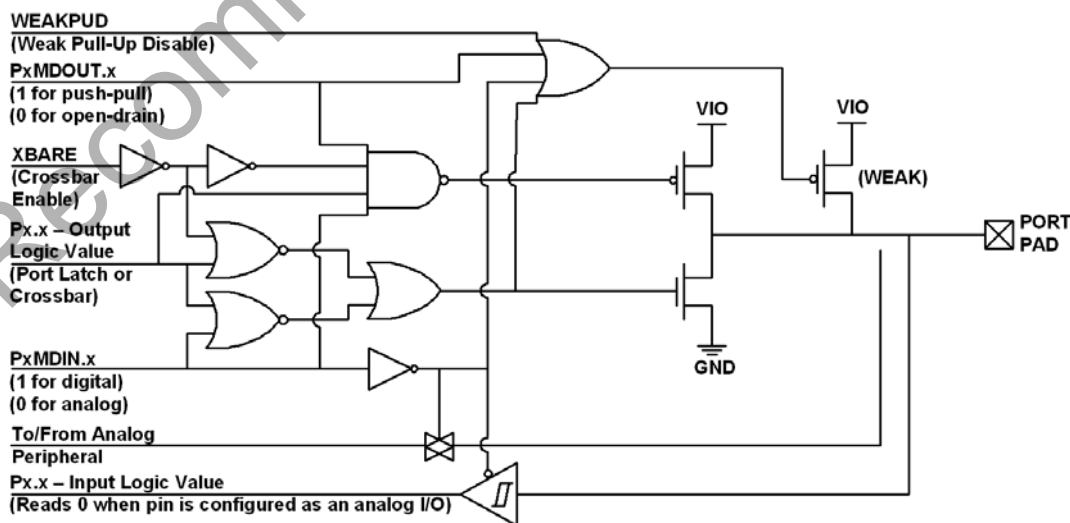 WEAKPUD
(Weak Pull-Up Disable)
PxMDOUT.x
(1 for push-pull)
(0 for open-drain)
XBARE
(Crossbar
Enable)
Px.x – Output
Logic Value
(Port Latch or
Crossbar)
PxMDIN.x
(1 for digital)
(0 for analog)
To/From Analog
Peripheral
Px.x – Input Logic Value
(Reads 0 when pin is configured as an analog I/O)
VIO
VIO
(WEAK)
PORT
PAD
GND
Recom